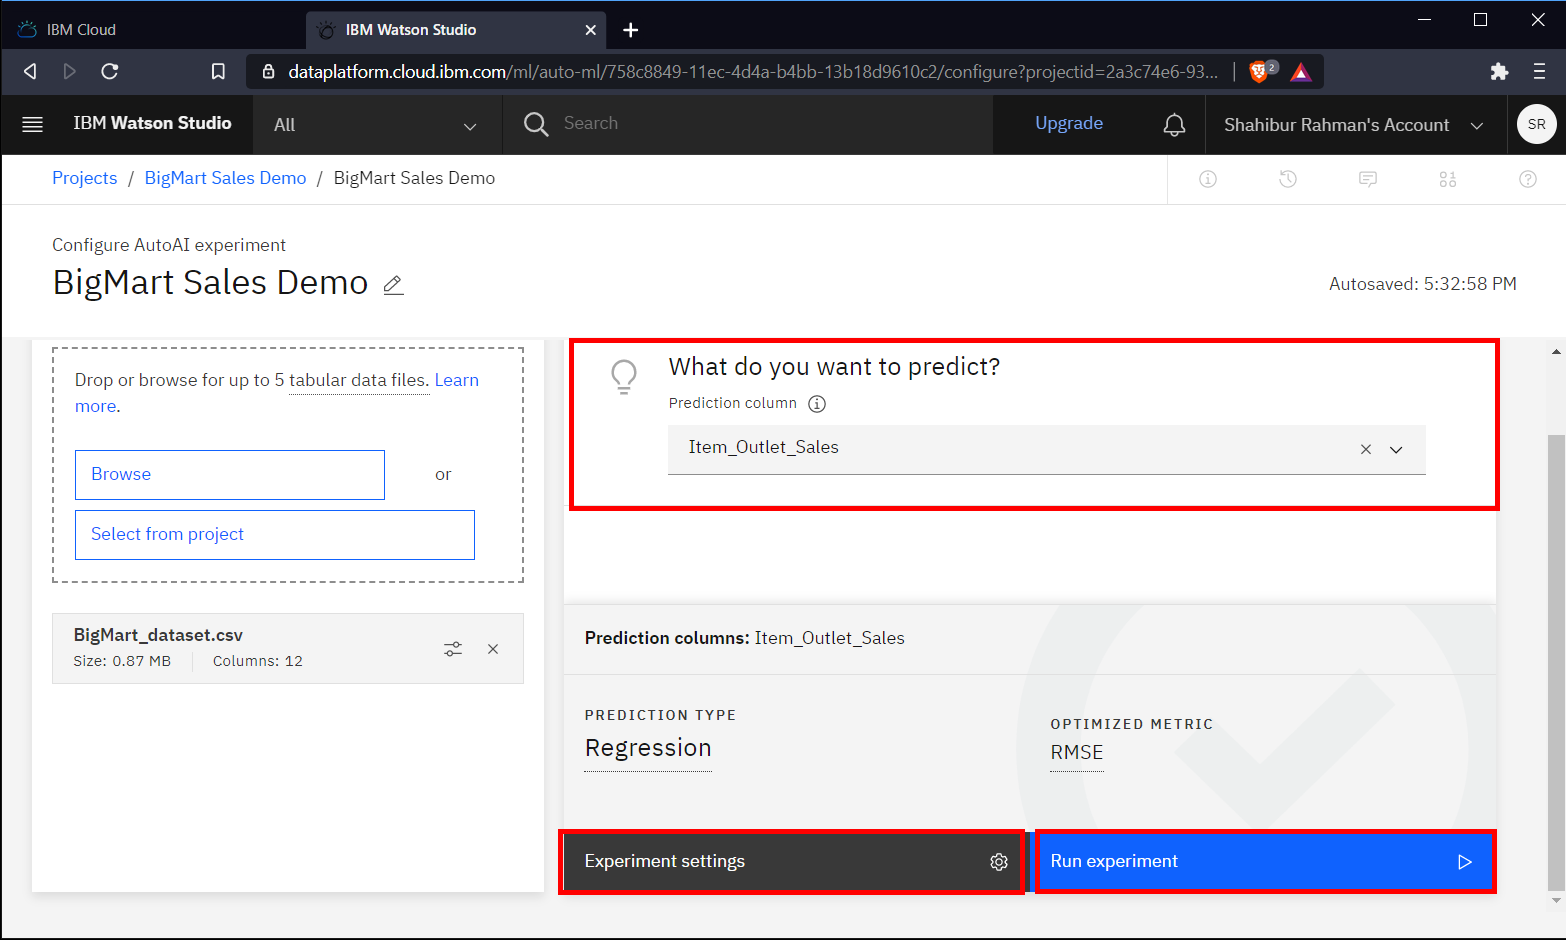 IBM Cloud
IBM Watson Studio
dataplatform.cloud.ibm.com/ml/auto-ml/758c8849-11ec-4d4a-b4bb-13b18d9610c2/configure?projectid=2a3c74e6-93...
2
IBM Watson Studio
All
Search
Upgrade
Shahibur Rahman's Account
SR
Projects / BigMart Sales Demo / BigMart Sales Demo
Configure AutoAI experiment
BigMart Sales Demo
Autosaved: 5:32:58 PM
Drop or browse for up to 5 tabular data files. Learn
more.
Browse
or
Select from project
BigMart_dataset.csv
Size: 0.87 MB
Columns: 12
What do you want to predict?
Prediction column
Item_Outlet_Sales
Prediction columns: Item_Outlet_Sales
PREDICTION TYPE
Regression
OPTIMIZED METRIC
RMSE
Experiment settings
Run experiment